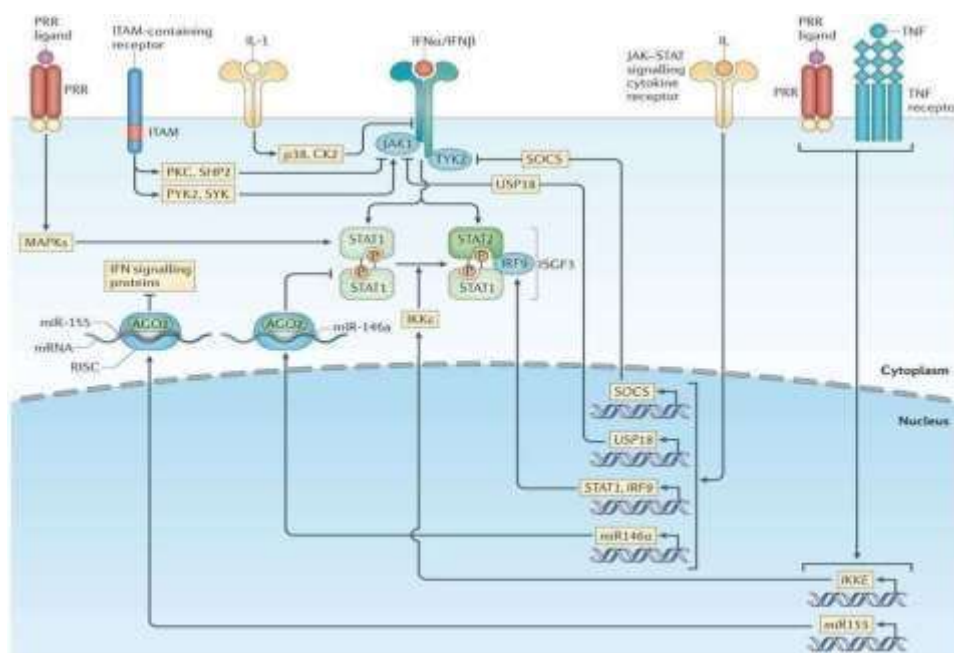 PRR
ligand
PRR
ITAM-containing
receptor
ITAM
IL-1
IFNα/IFNβ
JAK–STAT
signalling
cytokine
receptor
IL
PRR
ligand
PRR
TNF
TNF
receptor
p38, CK2
JAK1
TYK2
SOCS
PKC, SHP2
USP18
PYK2, SYK
MAPKs
STAT1
P
P
STAT1
STAT2
P
P
STAT1
IRF9
ISGF3
IFN signalling
proteins
miR-155
mRNA
RISC
AGO2
AGO2
miR-146a
IKKε
Cytoplasm
Nucleus
SOCS
USP18
STAT1, IRF9
miR146a
IKKE
miR155